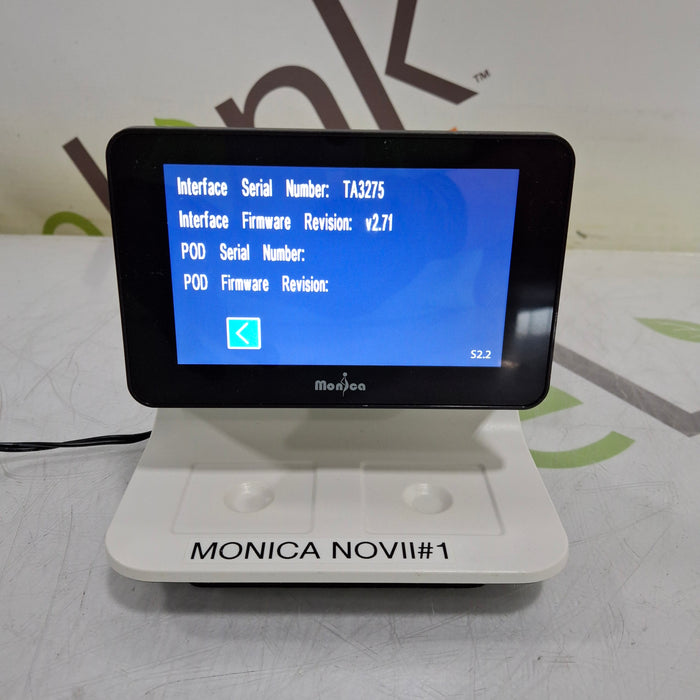 TM
Interface Serial Number: TA3275
Interface Firmware Revision: v2.71
POD Serial Number:
POD Firmware Revision:
S2.2
Monica
MONICA NOVII#1